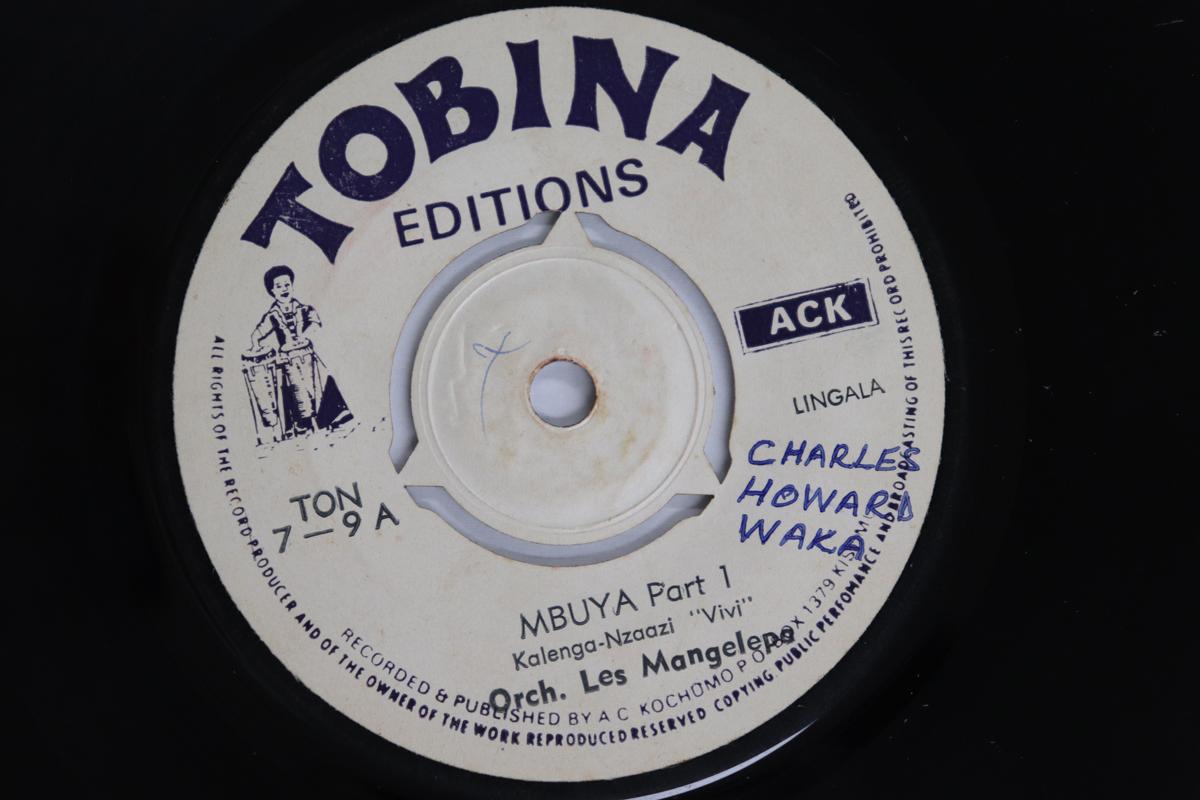 TOBINA
EDITIONS
ACK
LINGALA
CHARLES
HOWARD
WAKA
TON
7-9 A
MBUYA Part 1
Kalenga-Nzaazi "Vivi"
Orch. Les Mangelepa
RECORDED & PUBLISHED BY A C KOCHOMO P O BOX 1379
ALL RIGHTS OF THE RECORD PRODUCER AND OF THE OWNER OF THE WORK REPRODUCED RESERVED COPYING, PUBLIC PERFOMANCE AND BROADCASTING OF THIS RECORD PROHIBITED